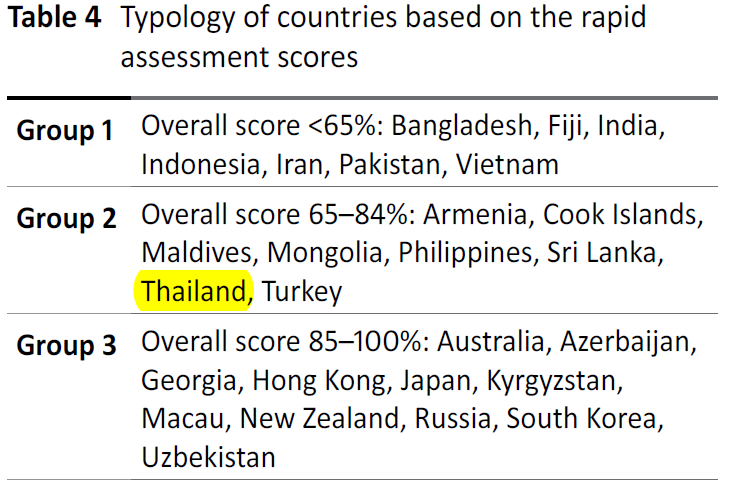 Table 4 Typology of countries based on the rapid
assessment scores
Group 1 Overall score <65%: Bangladesh, Fiji, India,
Indonesia, Iran, Pakistan, Vietnam
Group 2 Overall score 65–84%: Armenia, Cook Islands,
Maldives, Mongolia, Philippines, Sri Lanka,
Thailand, Turkey
Group 3 Overall score 85–100%: Australia, Azerbaijan,
Georgia, Hong Kong, Japan, Kyrgyzstan,
Macau, New Zealand, Russia, South Korea,
Uzbekistan